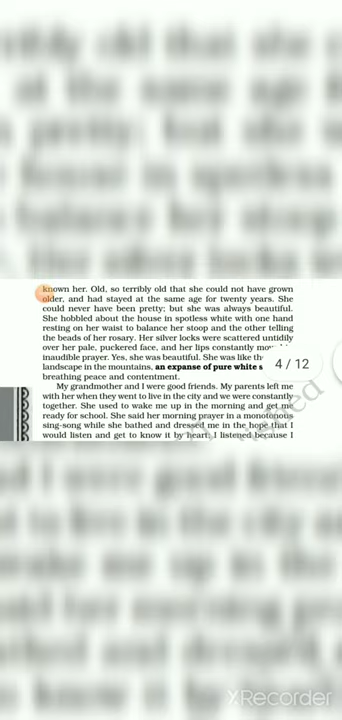 known her. Old, so terribly old that she could not have grown
older, and had stayed at the same age for twenty years. She
could never have been pretty; but she was always beautiful.
She hobbled about the house in spotless white with one hand
resting on her waist to balance her stoop and the other telling
the beads of her rosary. Her silver locks were scattered untidily
over her pale, puckered face, and her lips constantly
inaudible prayer. Yes, she was beautiful. She was like
landscape in the mountains, an expanse of pure white
4 / 12
breathing peace and contentment.
My grandmother and I were good friends. My parents left me
with her when they went to live in the city and we were constantly
together. She used to wake me up in the morning and get me
ready for school. She said her morning prayer in a monotonous
sing-song while she bathed and dressed me in the hope that I
would listen and get to know it by heart; I listened because I
XRecorder